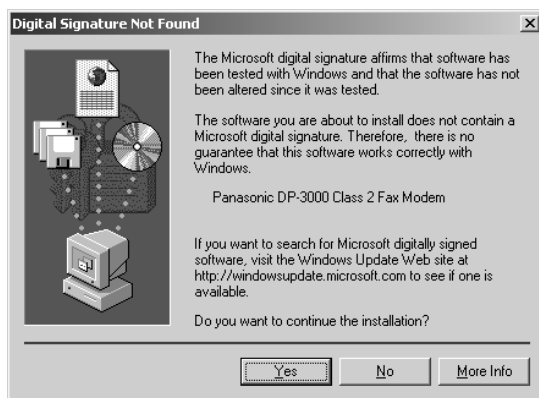 Digital Signature Not Found
The Microsoft digital signature affirms that software has
been tested with Windows and that the software has not
been altered since it was tested.
The software you are about to install does not contain a
Microsoft digital signature. Therefore, there is no
guarantee that this software works correctly with
Windows.
Panasonic DP-3000 Class 2 Fax Modem
If you want to search for Microsoft digitally signed
software, visit the Windows Update Web site at
http://windowsupdate.microsoft.com to see if one is
available.
Do you want to continue the installation?
Yes No More Info